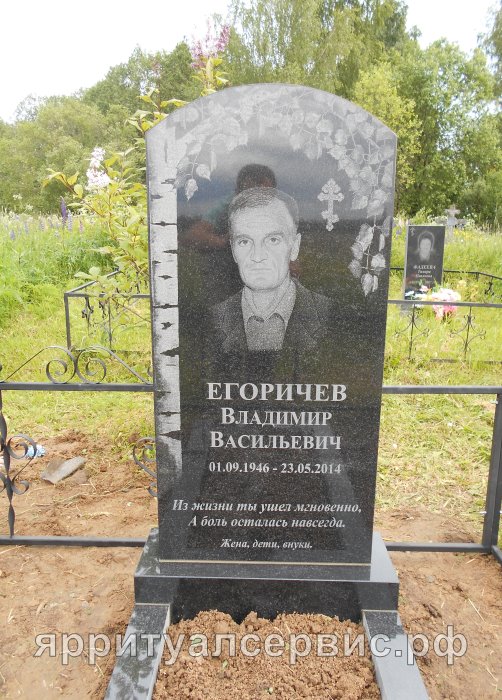 ЕГОРИЧЕВ
ВЛАДИМИР
ВАСИЛЬЕВИЧ
01.09.1946 - 23.05.2014
Из жизни ты ушел мгновенно,
А боль осталась навсегда.
Жена, дети, внуки.
ФАДЕЕВА
ярритуалсервис.рф